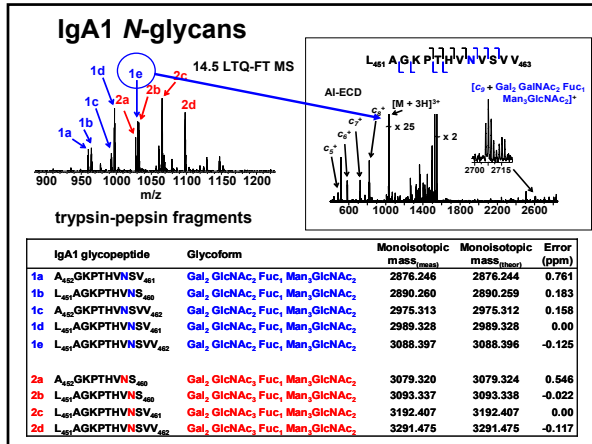 IgA1 N-glycans
14.5 LTQ-FT MS
1a
1b
1c
1d
1e
2a
2b
2c
2d
900 1000 1100 1200
m/z
trypsin-pepsin fragments
L451AGKPTHVNVSVV463
AI-ECD
[M + 3H]3+
x 25
x 2
c5+
c6+
c7+
c8+
[c9 + Gal2 GalNAc2 Fuc1
Man3GlcNAc2]+
2700 2715
600 1000 1400 1800 2200 2600
IgA1 glycopeptide Glycoform Monoisotopic mass(meas) Monoisotopic mass(theor) Error (ppm)
1a A452GKPTHVNSV461 Gal2 GlcNAc2 Fuc1 Man3GlcNAc2 2876.246 2876.244 0.761
1b L451AGKPTHVNS460 Gal2 GlcNAc2 Fuc1 Man3GlcNAc2 2890.260 2890.259 0.183
1c A452GKPTHVNSVV462 Gal2 GlcNAc2 Fuc1 Man3GlcNAc2 2975.313 2975.312 0.158
1d L451AGKPTHVNSV461 Gal2 GlcNAc2 Fuc1 Man3GlcNAc2 2989.328 2989.328 0.00
1e L451AGKPTHVNSVV462 Gal2 GlcNAc2 Fuc1 Man3GlcNAc2 3088.397 3088.396 -0.125
2a A452GKPTHVNS460 Gal2 GlcNAc3 Fuc1 Man3GlcNAc2 3079.320 3079.324 0.546
2b L451AGKPTHVNS460 Gal2 GlcNAc3 Fuc1 Man3GlcNAc2 3093.337 3093.338 -0.022
2c L451AGKPTHVNSV461 Gal2 GlcNAc3 Fuc1 Man3GlcNAc2 3192.407 3192.407 0.00
2d L451AGKPTHVNSVV462 Gal2 GlcNAc3 Fuc1 Man3GlcNAc2 3291.475 3291.475 -0.117